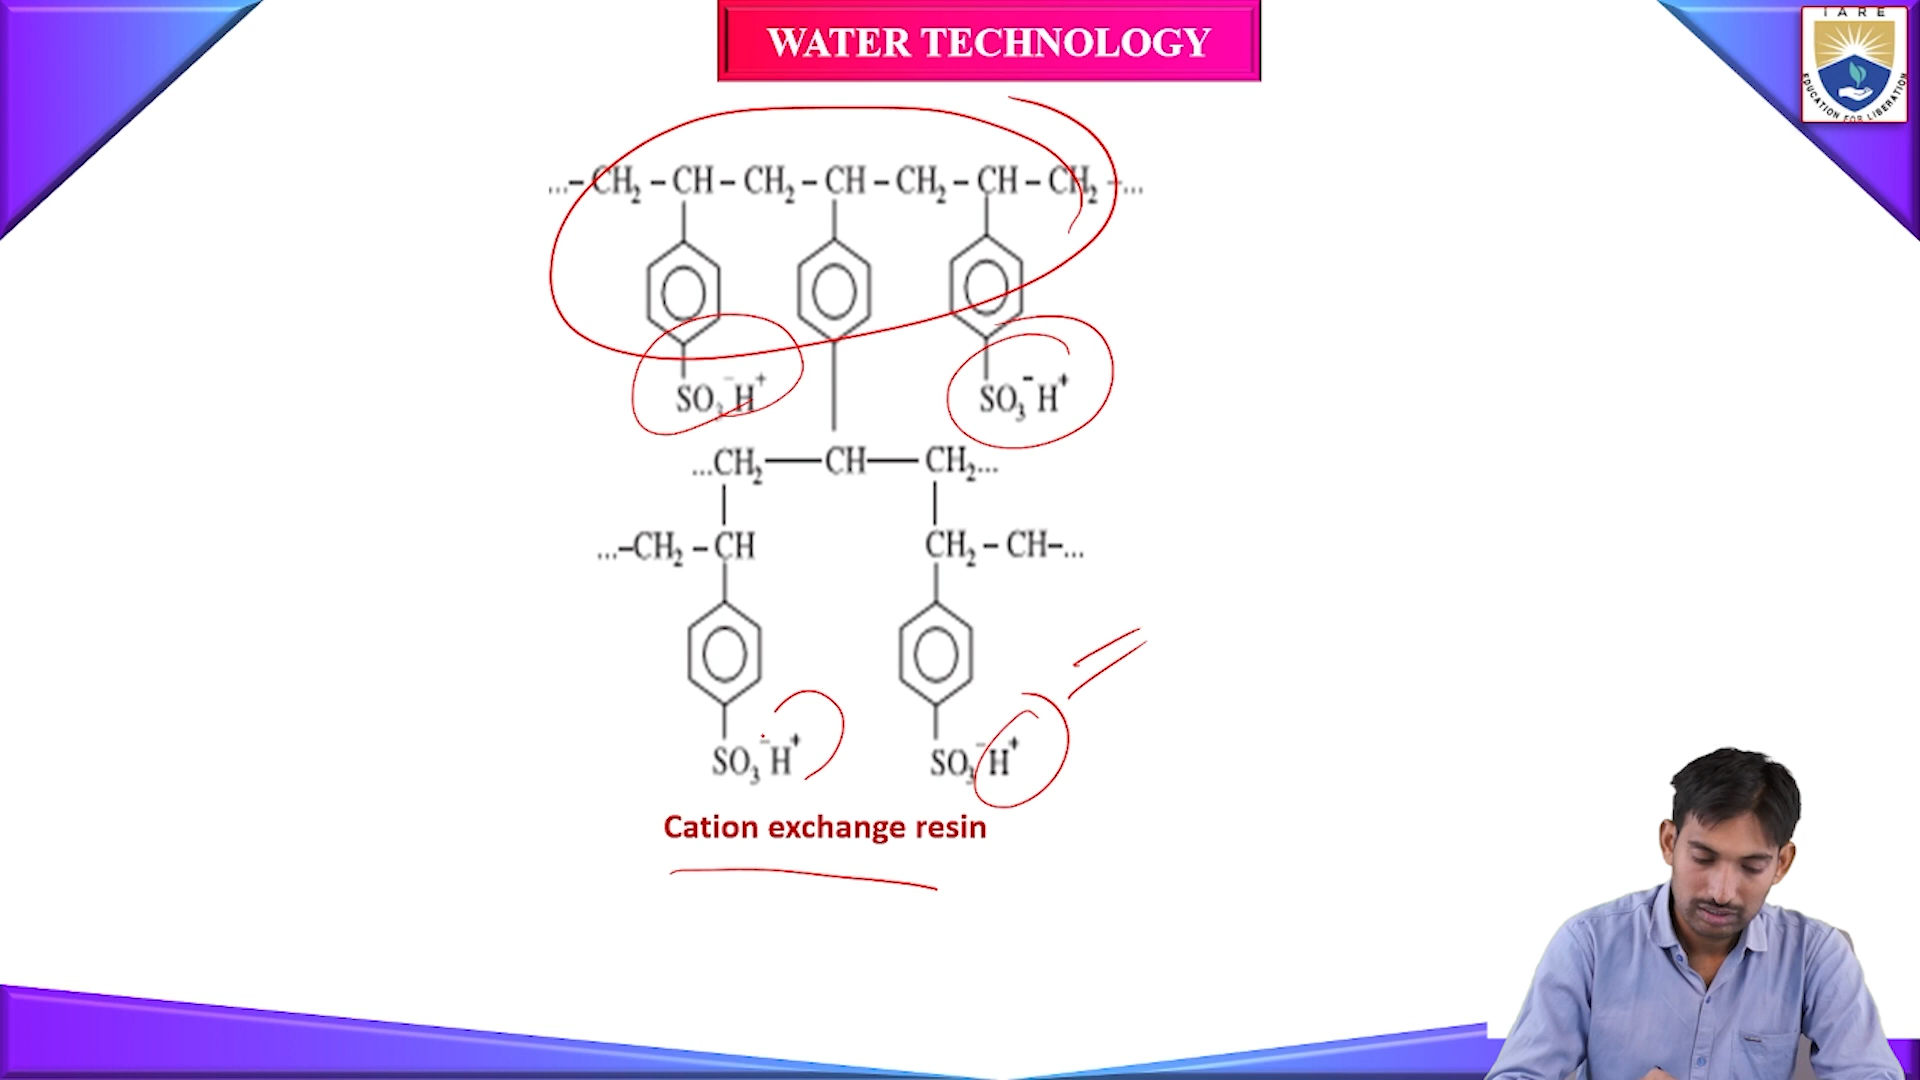 WATER TECHNOLOGY
IARE
EDUCATION FOR LIBERATION
...–CH₂–CH–CH₂–CH–CH₂–CH–CH₂–...
SO₃⁻H⁺ SO₃⁻H⁺
...CH₂—CH—CH₂...
...–CH₂–CH CH₂–CH–...
SO₃⁻H⁺ SO₃⁻H⁺
Cation exchange resin